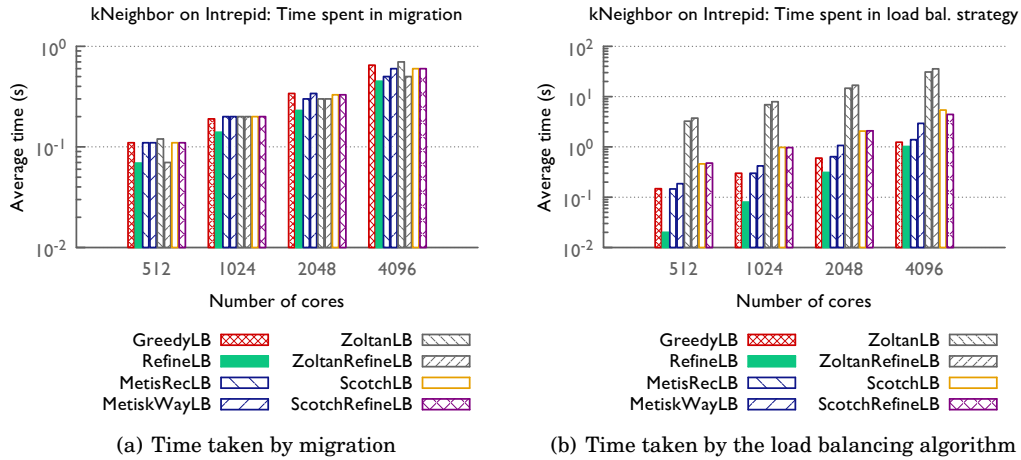 kNeighbor on Intrepid: Time spent in migration
Average time (s)
10^0
10^-1
10^-2
512 1024 2048 4096
Number of cores
GreedyLB ZoltanLB
RefineLB ZoltanRefineLB
MetisRecLB ScotchLB
MetiskWayLB ScotchRefineLB
(a) Time taken by migration
kNeighbor on Intrepid: Time spent in load bal. strategy
Average time (s)
10^2
10^1
10^0
10^-1
10^-2
512 1024 2048 4096
Number of cores
GreedyLB ZoltanLB
RefineLB ZoltanRefineLB
MetisRecLB ScotchLB
MetiskWayLB ScotchRefineLB
(b) Time taken by the load balancing algorithm